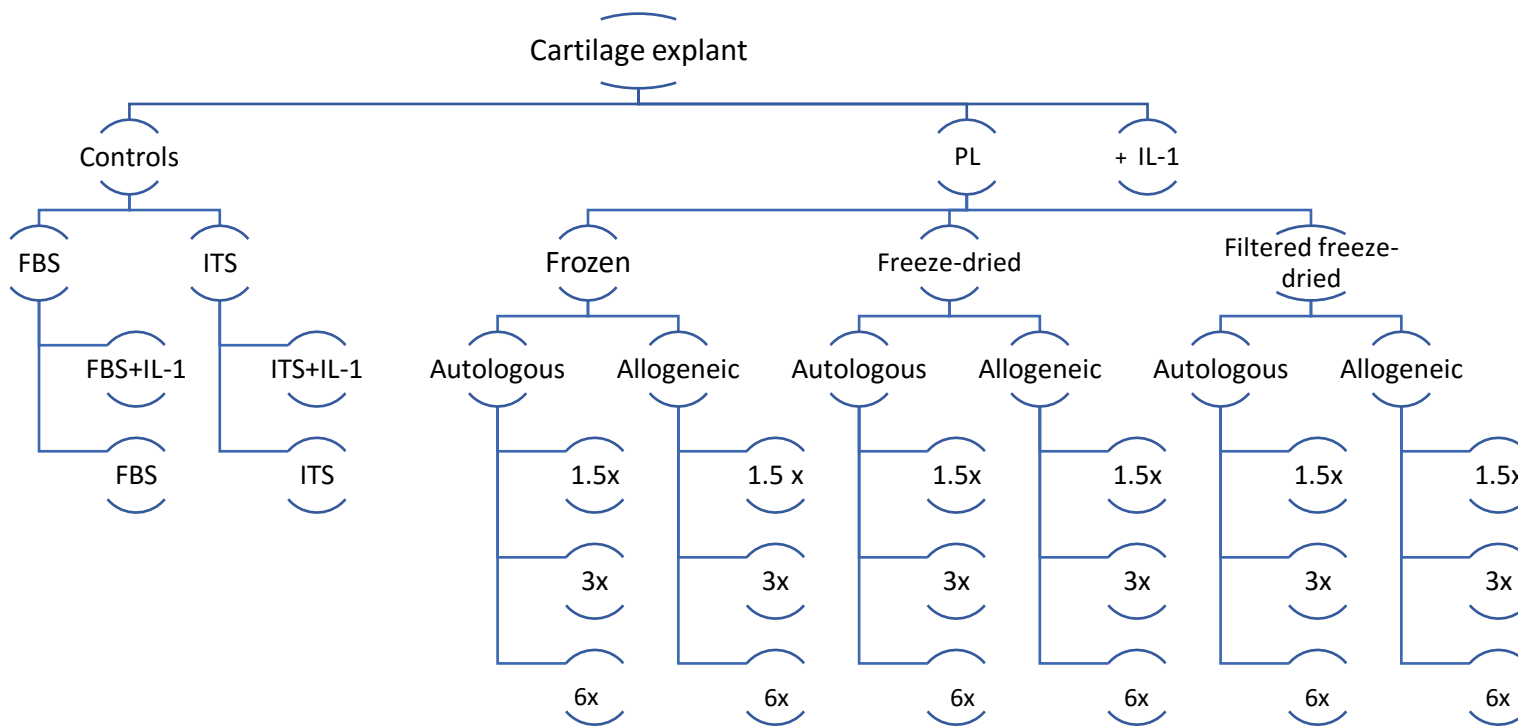 Cartilage explant
Controls
PL
+ IL-1
FBS
ITS
Frozen
Freeze-dried
Filtered freeze-
dried
FBS+IL-1
ITS+IL-1
Autologous
Allogeneic
Autologous
Allogeneic
Autologous
Allogeneic
FBS
ITS
1.5x
1.5 x
1.5x
1.5x
1.5x
1.5x
3x
3x
3x
3x
3x
3x
6x
6x
6x
6x
6x
6x